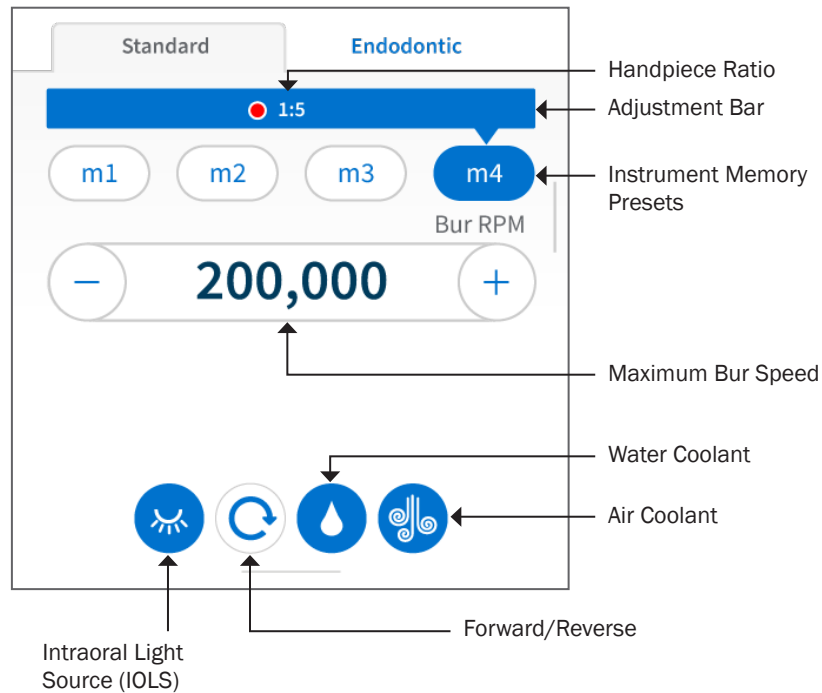 Standard
Endodontic
Handpiece Ratio
1:5
Adjustment Bar
m1
m2
m3
m4
Instrument Memory
Presets
Bur RPM
− 200,000 +
Maximum Bur Speed
Water Coolant
Air Coolant
Forward/Reverse
Intraoral Light
Source (IOLS)